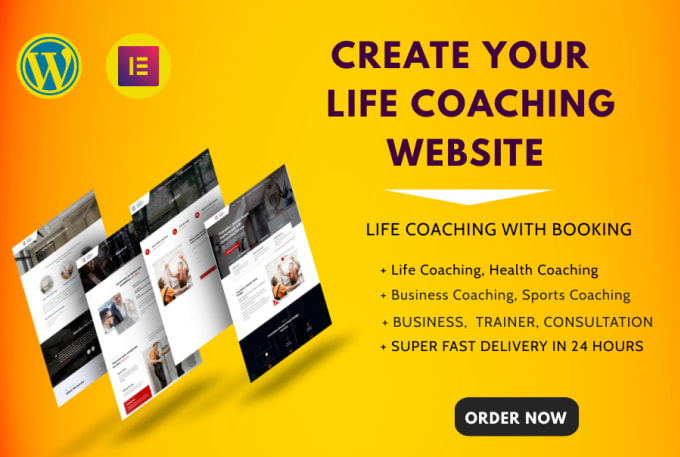 CREATE YOUR
LIFE COACHING
WEBSITE
LIFE COACHING WITH BOOKING
+ Life Coaching, Health Coaching
+ Business Coaching, Sports Coaching
+ BUSINESS, TRAINER, CONSULTATION
+ SUPER FAST DELIVERY IN 24 HOURS
ORDER NOW